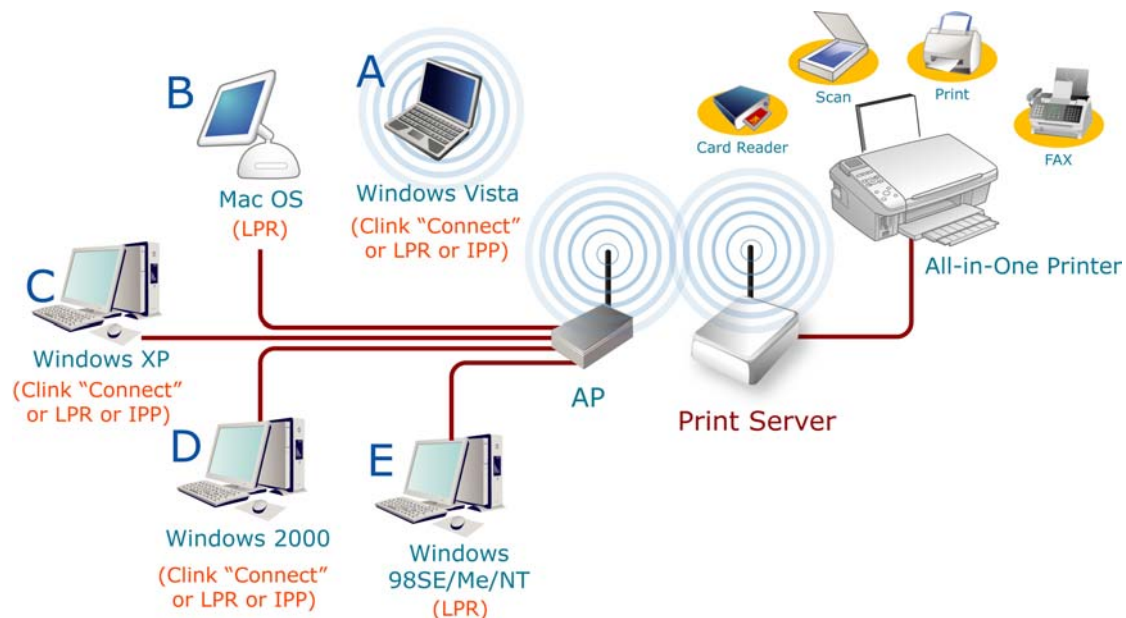 A
Windows Vista
(Clink “Connect”
or LPR or IPP)
B
Mac OS
(LPR)
C
Windows XP
(Clink “Connect”
or LPR or IPP)
D
Windows 2000
(Clink “Connect”
or LPR or IPP)
E
Windows
98SE/Me/NT
(LPR)
AP
Print Server
All-in-One Printer
Card Reader
Scan
Print
FAX